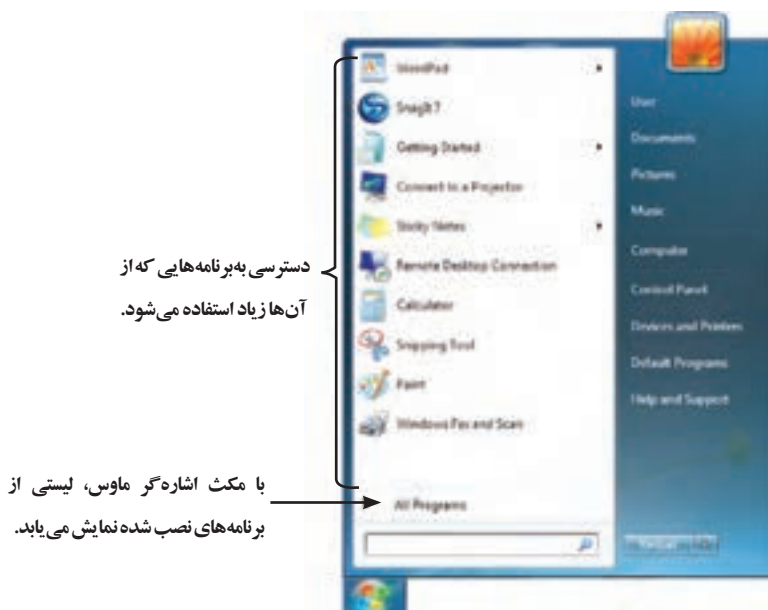 WordPad
SnagIt 7
Getting Started
Connect to a Projector
Sticky Notes
Remote Desktop Connection
Calculator
Snipping Tool
Paint
Windows Fax and Scan
All Programs
User
Documents
Pictures
Music
Computer
Control Panel
Devices and Printers
Default Programs
Help and Support
دسترسی به‌برنامه‌هایی که از
آن‌ها زیاد استفاده می‌شود.
با مکث اشاره‌گر ماوس، لیستی از
برنامه‌های نصب شده نمایش می‌یابد.